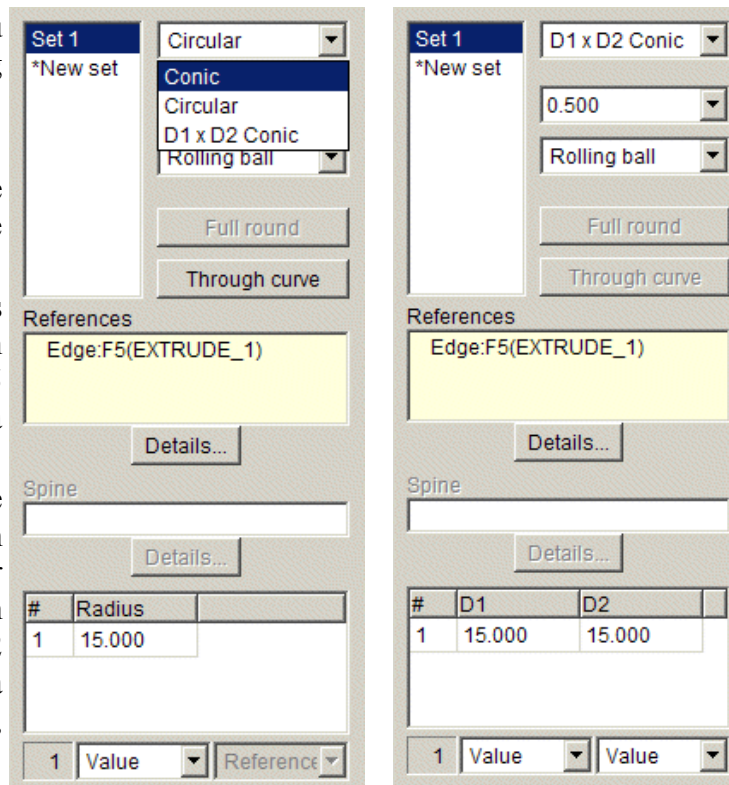 Set 1
*New set
Circular
Conic
Circular
D1 x D2 Conic
Rolling ball
Full round
Through curve
References
Edge:F5(EXTRUDE_1)
Details...
Spine
Details...
# Radius
1 15.000
1 Value Reference
Set 1
*New set
D1 x D2 Conic
0.500
Rolling ball
Full round
Through curve
References
Edge:F5(EXTRUDE_1)
Details...
Spine
Details...
# D1 D2
1 15.000 15.000
1 Value Value